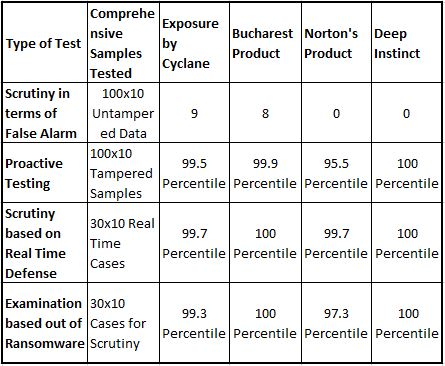 Type of Test
Comprehe
nsive
Samples
Tested
Exposure
by
Cyclane
Bucharest
Product
Norton's
Product
Deep
Instinct
Scrutiny in
terms of
False Alarm
100x10
Untamper
ed Data
9
8
0
0
Proactive
Testing
100x10
Tampered
Samples
99.5
Percentile
99.9
Percentile
95.5
Percentile
100
Percentile
Scrutiny
based on
Real Time
Defense
30x10 Real
Time
Cases
99.7
Percentile
100
Percentile
99.7
Percentile
100
Percentile
Examination
based out of
Ransomware
30x10
Cases for
Scrutiny
99.3
Percentile
100
Percentile
97.3
Percentile
100
Percentile